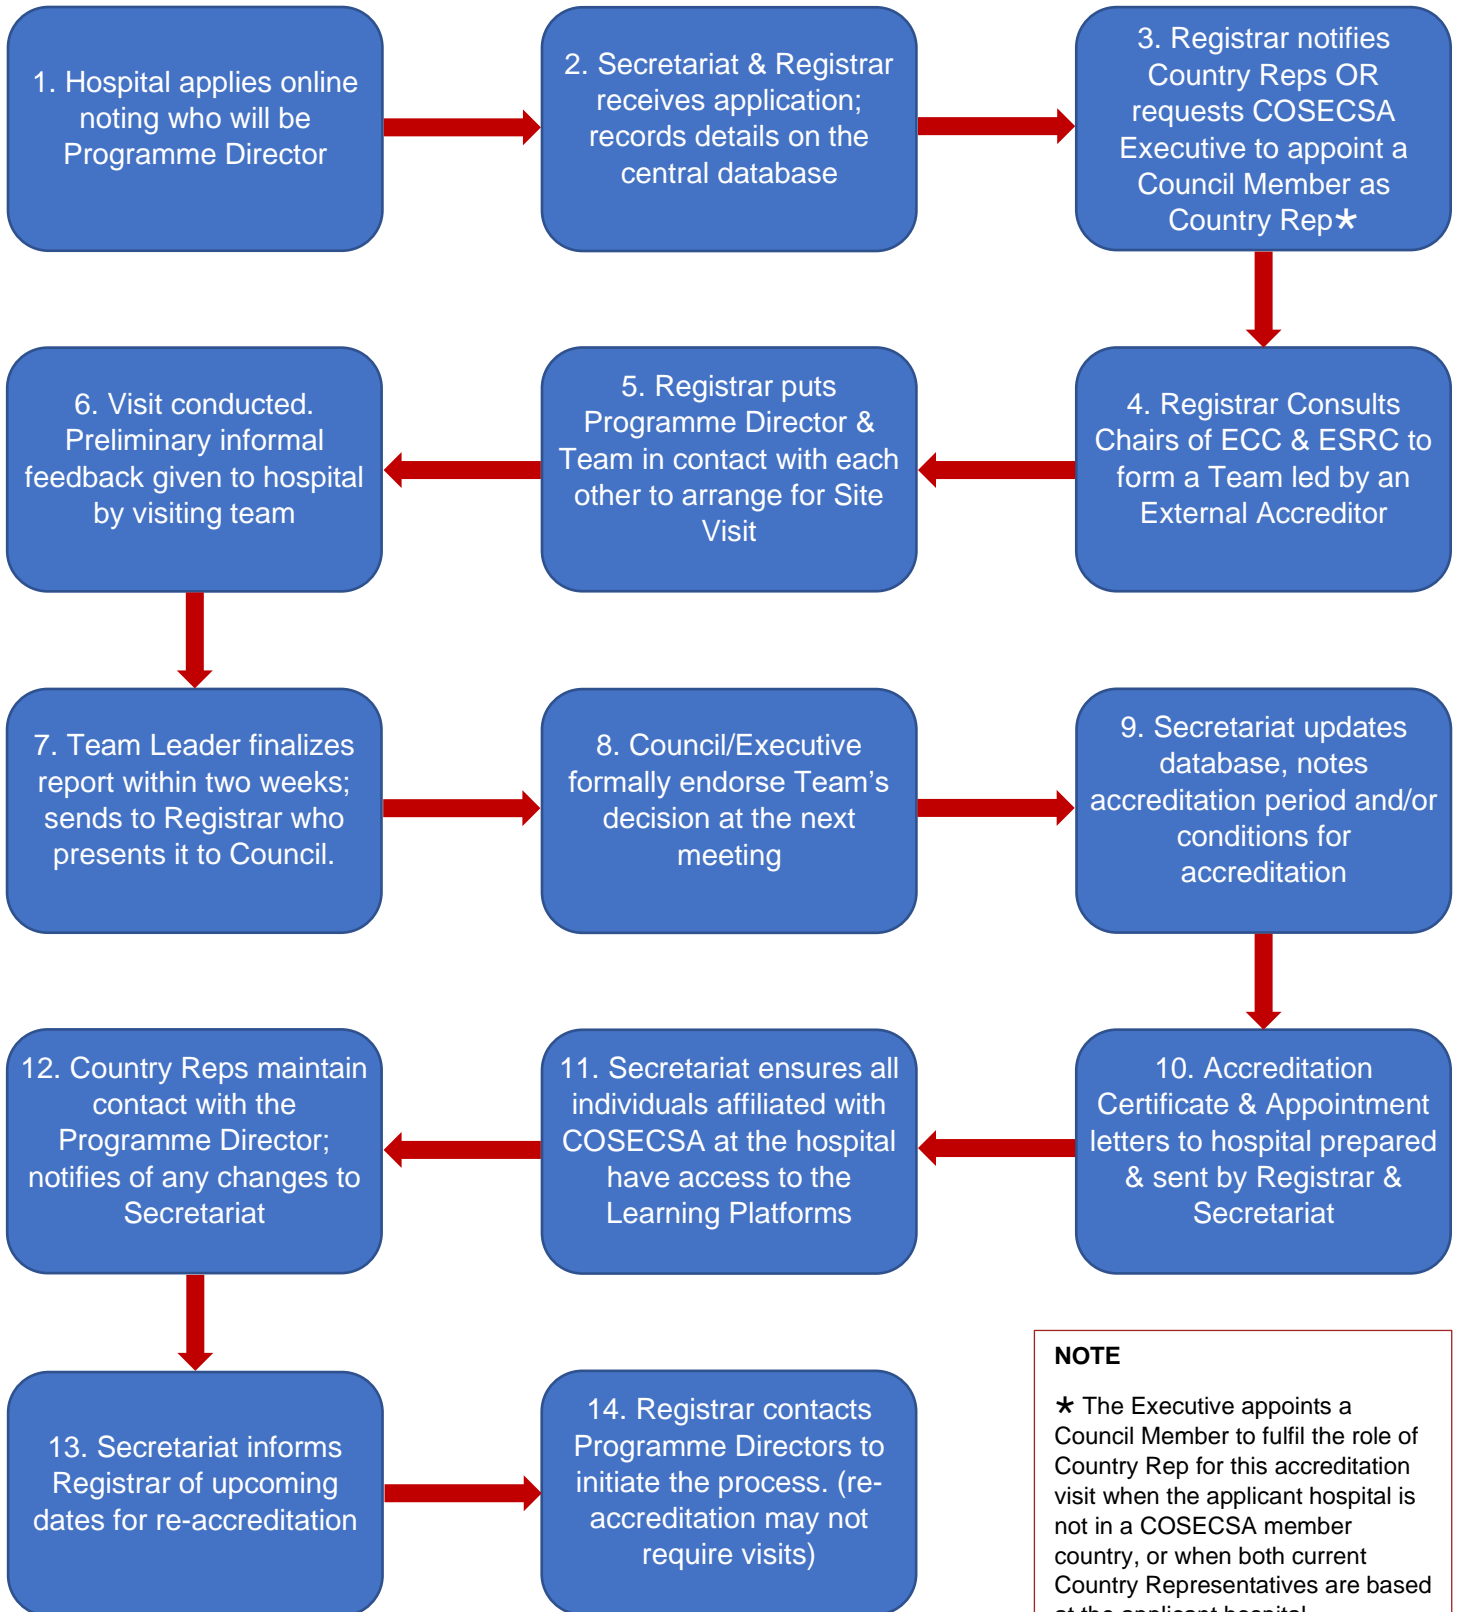 1. Hospital applies online
noting who will be
Programme Director
2. Secretariat & Registrar
receives application;
records details on the
central database
3. Registrar notifies
Country Reps OR
requests COSECSA
Executive to appoint a
Council Member as
Country Rep*
4. Registrar Consults
Chairs of ECC & ESRC to
form a Team led by an
External Accreditor
5. Registrar puts
Programme Director &
Team in contact with each
other to arrange for Site
Visit
6. Visit conducted.
Preliminary informal
feedback given to hospital
by visiting team
7. Team Leader finalizes
report within two weeks;
sends to Registrar who
presents it to Council.
8. Council/Executive
formally endorse Team’s
decision at the next
meeting
9. Secretariat updates
database, notes
accreditation period and/or
conditions for
accreditation
10. Accreditation
Certificate & Appointment
letters to hospital prepared
& sent by Registrar &
Secretariat
11. Secretariat ensures all
individuals affiliated with
COSECSA at the hospital
have access to the
Learning Platforms
12. Country Reps maintain
contact with the
Programme Director;
notifies of any changes to
Secretariat
13. Secretariat informs
Registrar of upcoming
dates for re-accreditation
14. Registrar contacts
Programme Directors to
initiate the process. (re-
accreditation may not
require visits)
NOTE
* The Executive appoints a
Council Member to fulfil the role of
Country Rep for this accreditation
visit when the applicant hospital is
not in a COSECSA member
country, or when both current
Country Representatives are based
at the applicant hospital